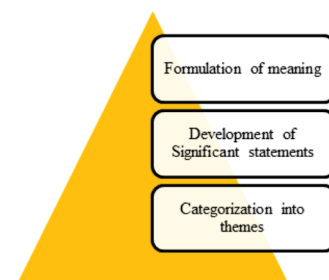 Formulation of meaning
Development of
Significant statements
Categorization into
themes